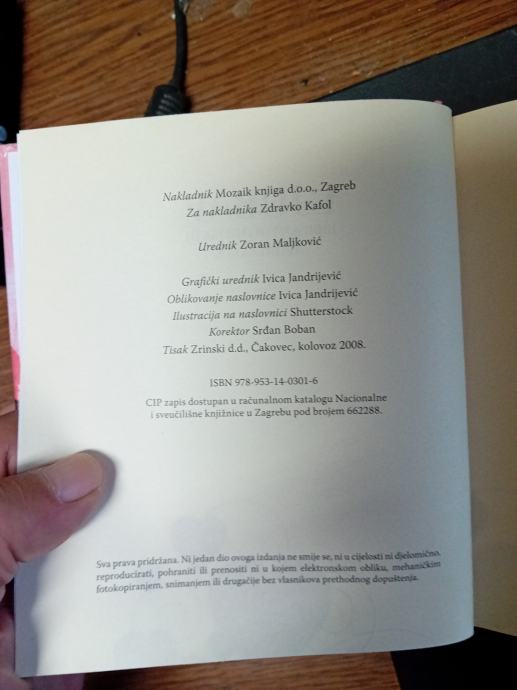 Nakladnik Mozaik knjiga d.o.o., Zagreb
Za nakladnika Zdravko Kafol
Urednik Zoran Maljković
Grafički urednik Ivica Jandrijević
Oblikovanje naslovnice Ivica Jandrijević
Ilustracija na naslovnici Shutterstock
Korektor Srđan Boban
Tisak Zrinski d.d., Čakovec, kolovoz 2008.
ISBN 978-953-14-0301-6
CIP zapis dostupan u računalnom katalogu Nacionalne
i sveučilišne knjižnice u Zagrebu pod brojem 662288.
Sva prava pridržana. Ni jedan dio ovoga izdanja ne smije se, ni u cijelosti ni djelomično,
reproducirati, pohraniti ili prenositi ni u kojem elektronskom obliku, mehaničkim
fotokopiranjem, snimanjem ili drugačije bez vlasnikova prethodnog dopuštenja.